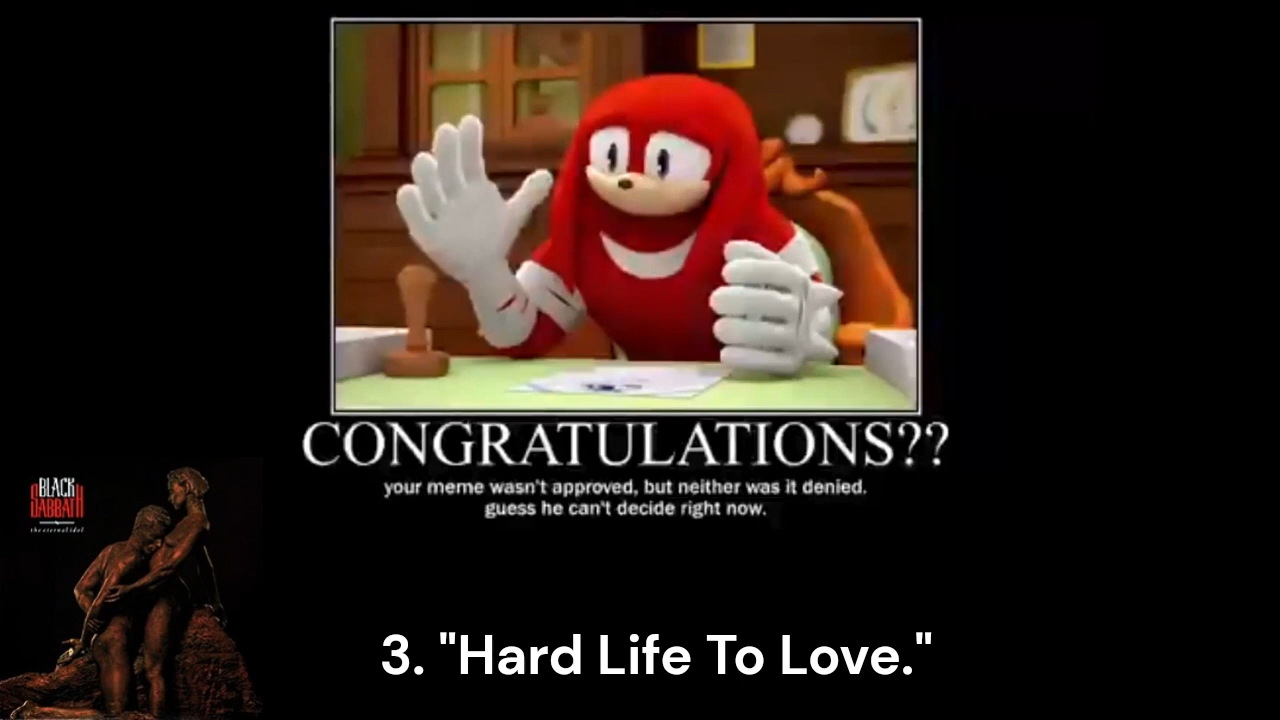 CONGRATULATIONS??
your meme wasn't approved, but neither was it denied.
guess he can't decide right now.
BLACK
SABBATH
the eternal idol
3. "Hard Life To Love."